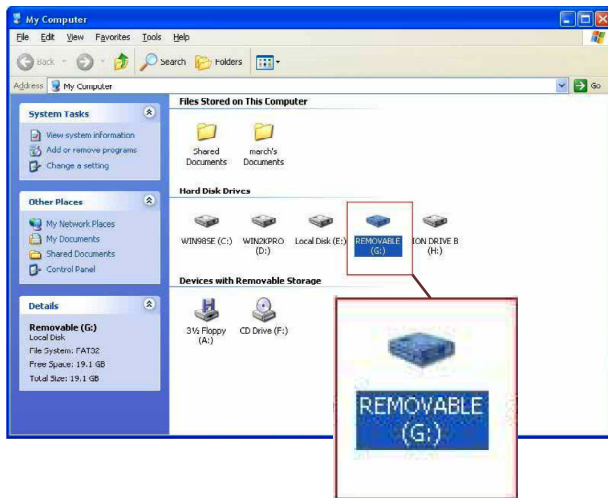 My Computer
File Edit View Favorites Tools Help
Back Search Folders
Address My Computer Go
System Tasks
View system information
Add or remove programs
Change a setting
Other Places
My Network Places
My Documents
Shared Documents
Control Panel
Details
Removable (G:)
Local Disk
File System: FAT32
Free Space: 19.1 GB
Total Size: 19.1 GB
Files Stored on This Computer
Shared Documents
march's Documents
Hard Disk Drives
WIN98SE (C:)
WIN2KPRO
(D:)
Local Disk (E:)
REMOVABLE
(G:)
ION DRIVE B
(H:)
Devices with Removable Storage
3½ Floppy
(A:)
CD Drive (F:)
REMOVABLE
(G:)